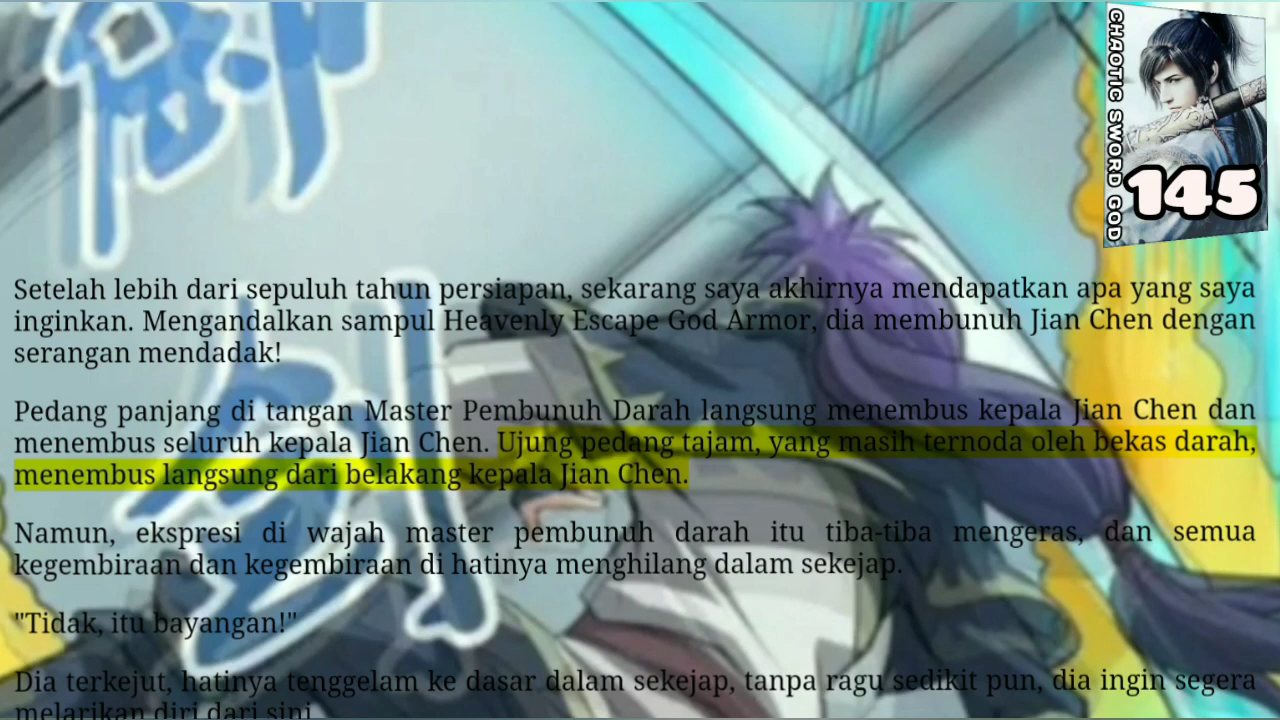 CHAOTIC SWORD GOD
145
Setelah lebih dari sepuluh tahun persiapan, sekarang saya akhirnya mendapatkan apa yang saya
inginkan. Mengandalkan sampul Heavenly Escape God Armor, dia membunuh Jian Chen dengan
serangan mendadak!
Pedang panjang di tangan Master Pembunuh Darah langsung menembus kepala Jian Chen dan
menembus seluruh kepala Jian Chen. Ujung pedang tajam, yang masih ternoda oleh bekas darah,
menembus langsung dari belakang kepala Jian Chen.
Namun, ekspresi di wajah master pembunuh darah itu tiba-tiba mengeras, dan semua
kegembiraan dan kegembiraan di hatinya menghilang dalam sekejap.
"Tidak, itu bayangan!"
Dia terkejut, hatinya tenggelam ke dasar dalam sekejap, tanpa ragu sedikit pun, dia ingin segera
melarikan diri dari sini